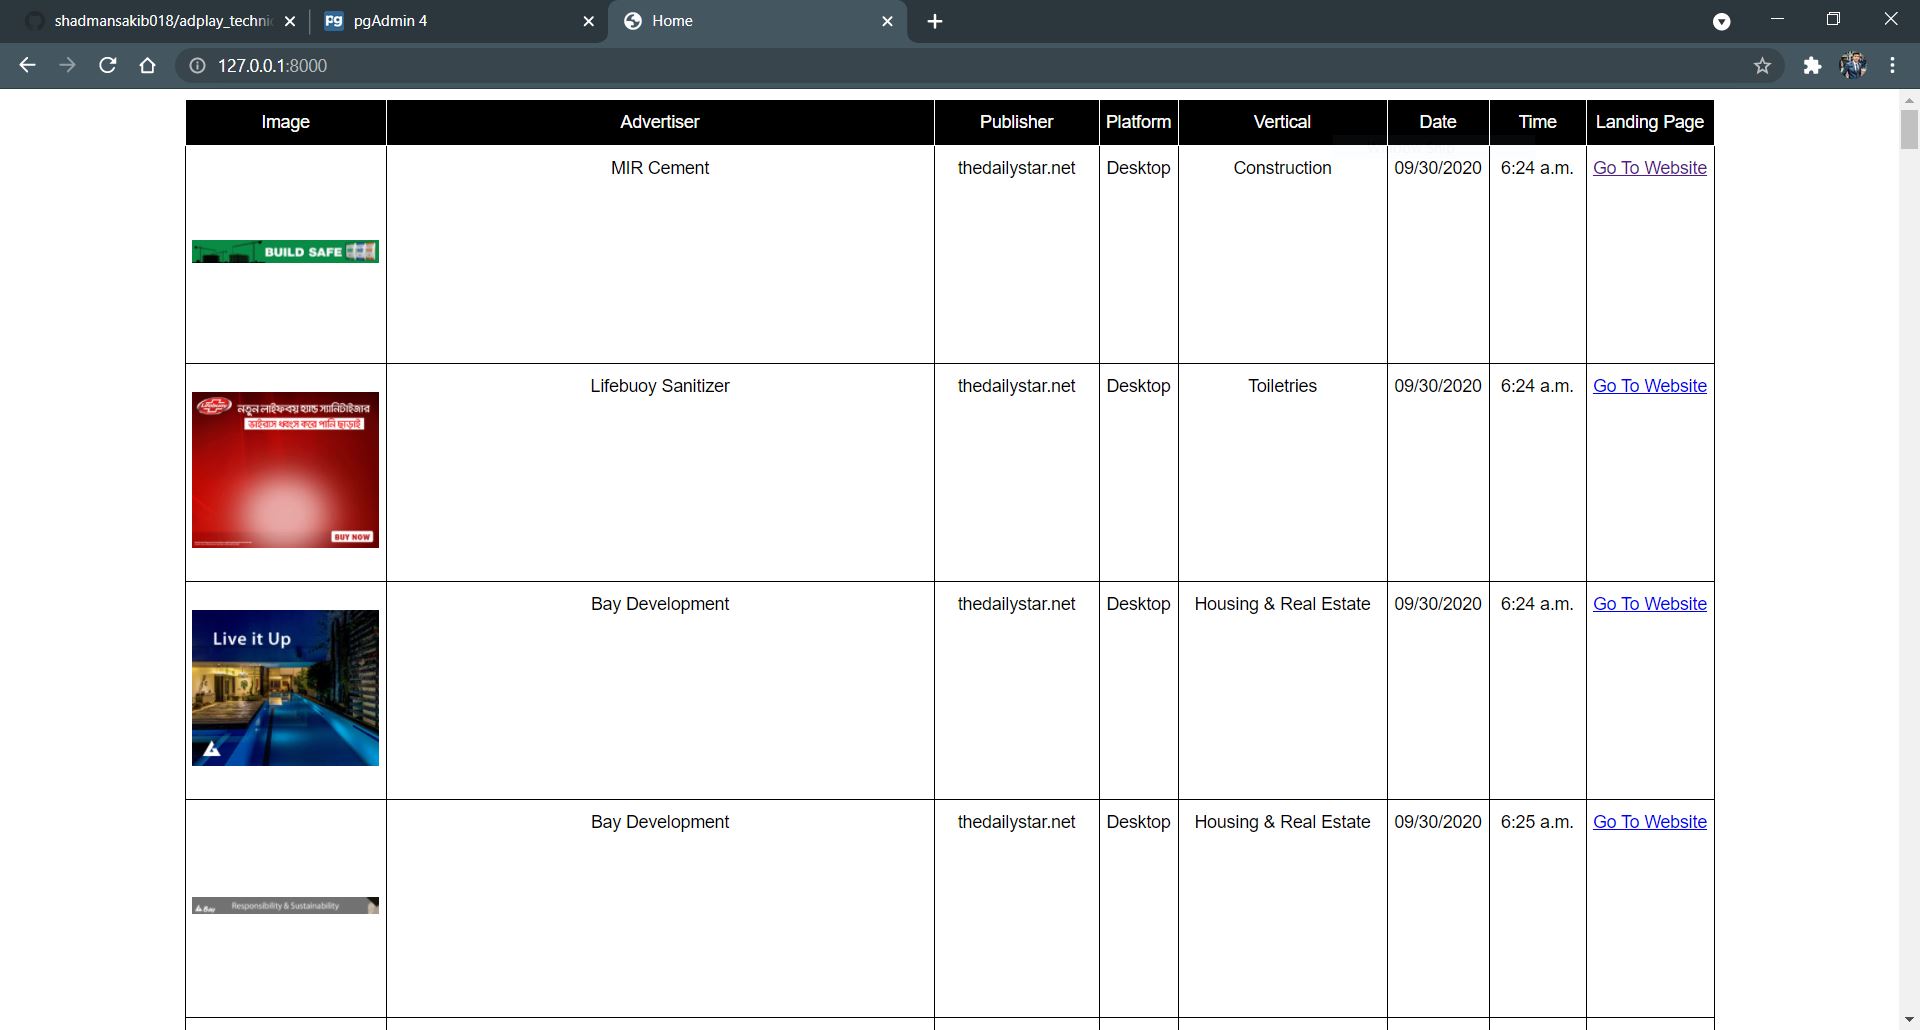 shadmansakib018/adplay_technic
pgAdmin 4
Home
127.0.0.1:8000
Image Advertiser Publisher Platform Vertical Date Time Landing Page
MIR Cement thedailystar.net Desktop Construction 09/30/2020 6:24 a.m. Go To Website
BUILD SAFE
Lifebuoy Sanitizer thedailystar.net Desktop Toiletries 09/30/2020 6:24 a.m. Go To Website
Lifebuoy
নতুন লাইফবয় হ্যান্ড স্যানিটাইজার
ভাইরাস ধ্বংস করে পানি ছাড়াই
BUY NOW
Bay Development thedailystar.net Desktop Housing & Real Estate 09/30/2020 6:24 a.m. Go To Website
Live it Up
Bay Development thedailystar.net Desktop Housing & Real Estate 09/30/2020 6:25 a.m. Go To Website
Bay Responsibility & Sustainability